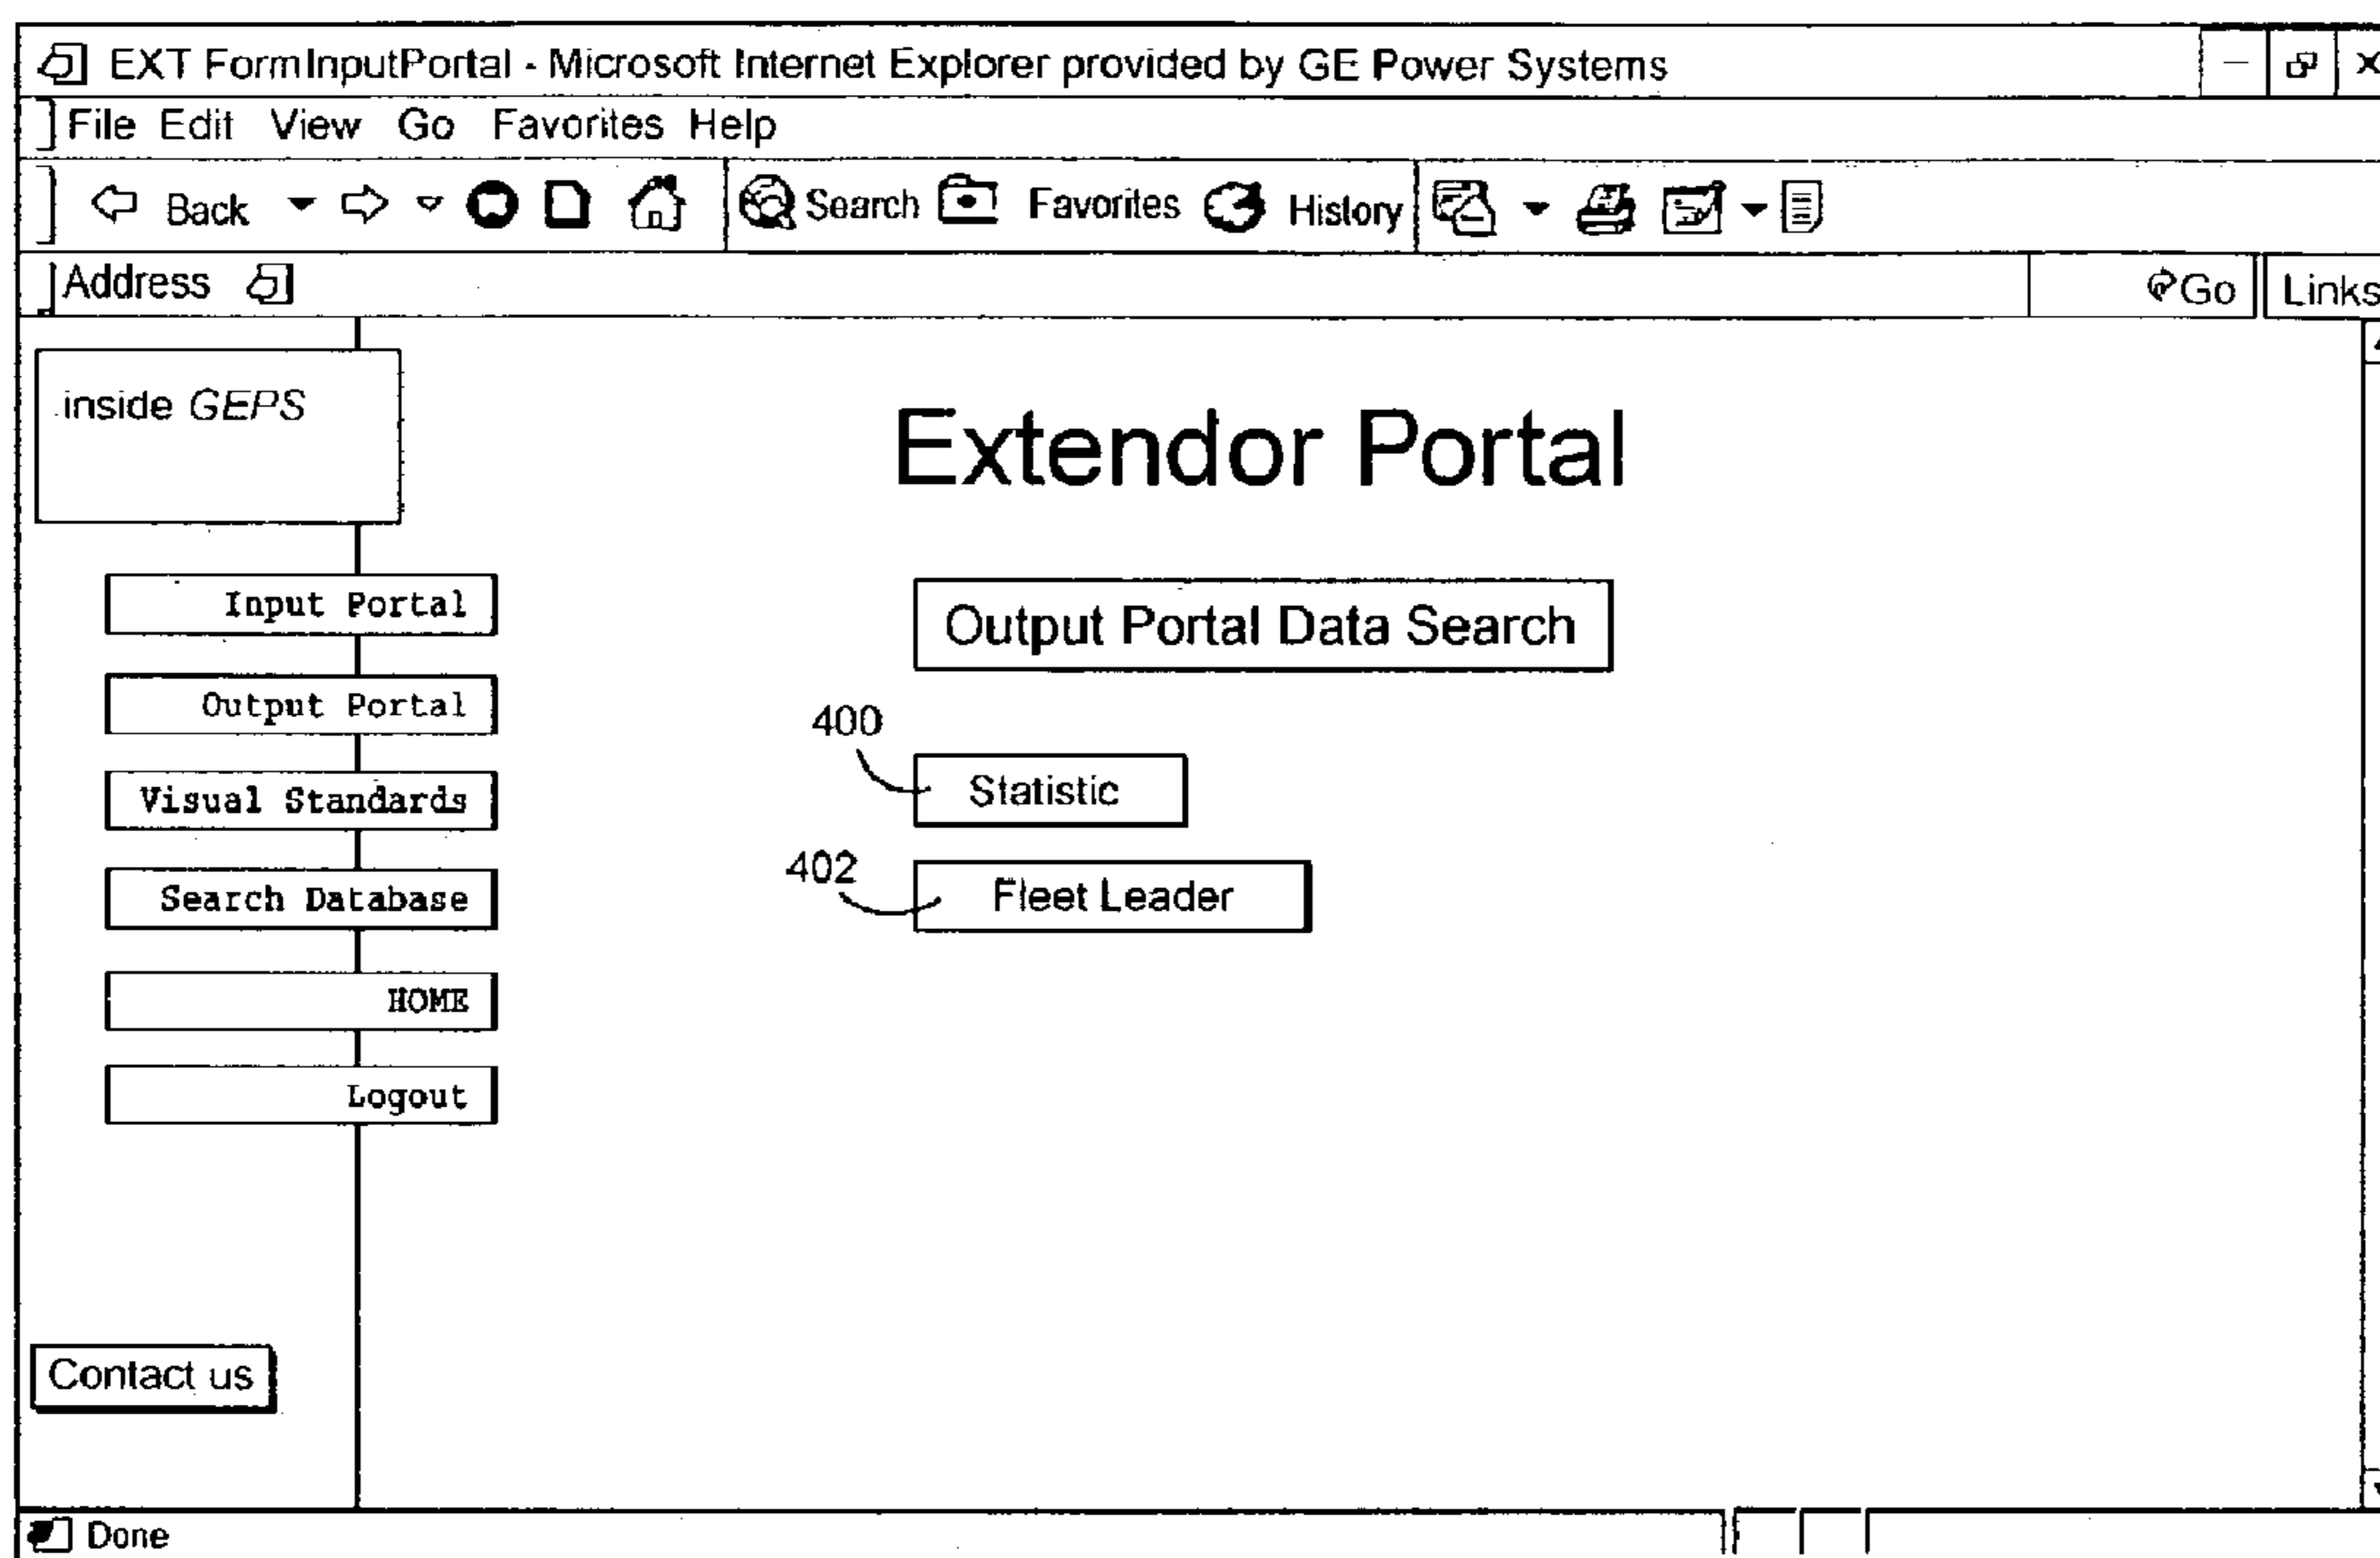 EXT FormInputPortal - Microsoft Internet Explorer provided by GE Power Systems
File Edit View Go Favorites Help
Back Search Favorites History
Address Go Links
inside GEPS
Extendor Portal
Input Portal
Output Portal Data Search
Output Portal
400
Statistic
Visual Standards
402
Fleet Leader
Search Database
HOME
Logout
Contact us
Done